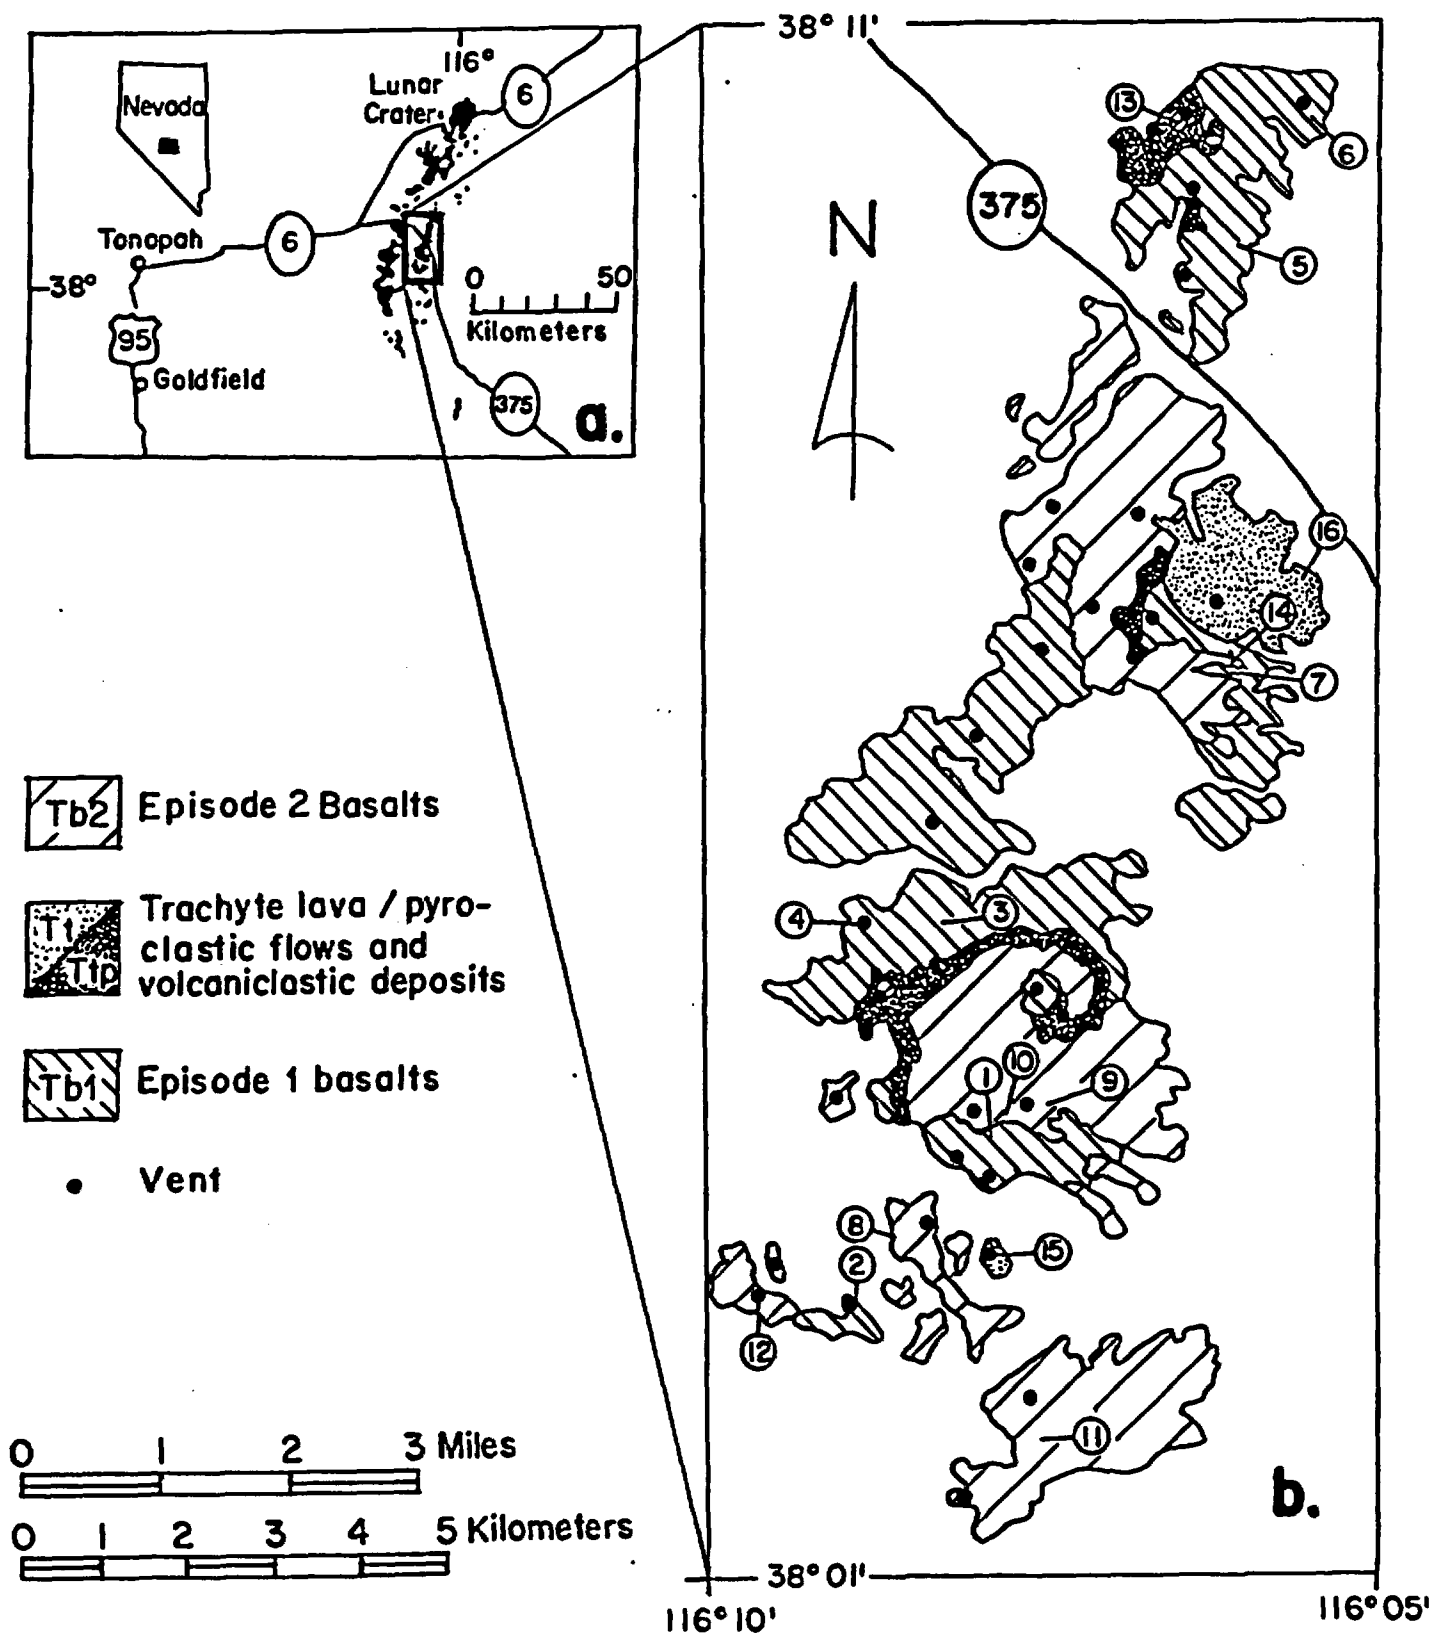 116°
Lunar
Crater
6
Nevada
Tonopah
6
38°
0 50
Kilometers
95
Goldfield
375
a.
38° 11'
13
6
375
N
5
16
14
7
4
3
10
1
9
8
15
2
12
11
b.
38° 01'
116° 10'
116° 05'
Tb2 Episode 2 Basalts
Tt Ttp
Trachyte lava / pyro-
clastic flows and
volcaniclastic deposits
Tb1 Episode 1 basalts
Vent
0 1 2 3 Miles
0 1 2 3 4 5 Kilometers